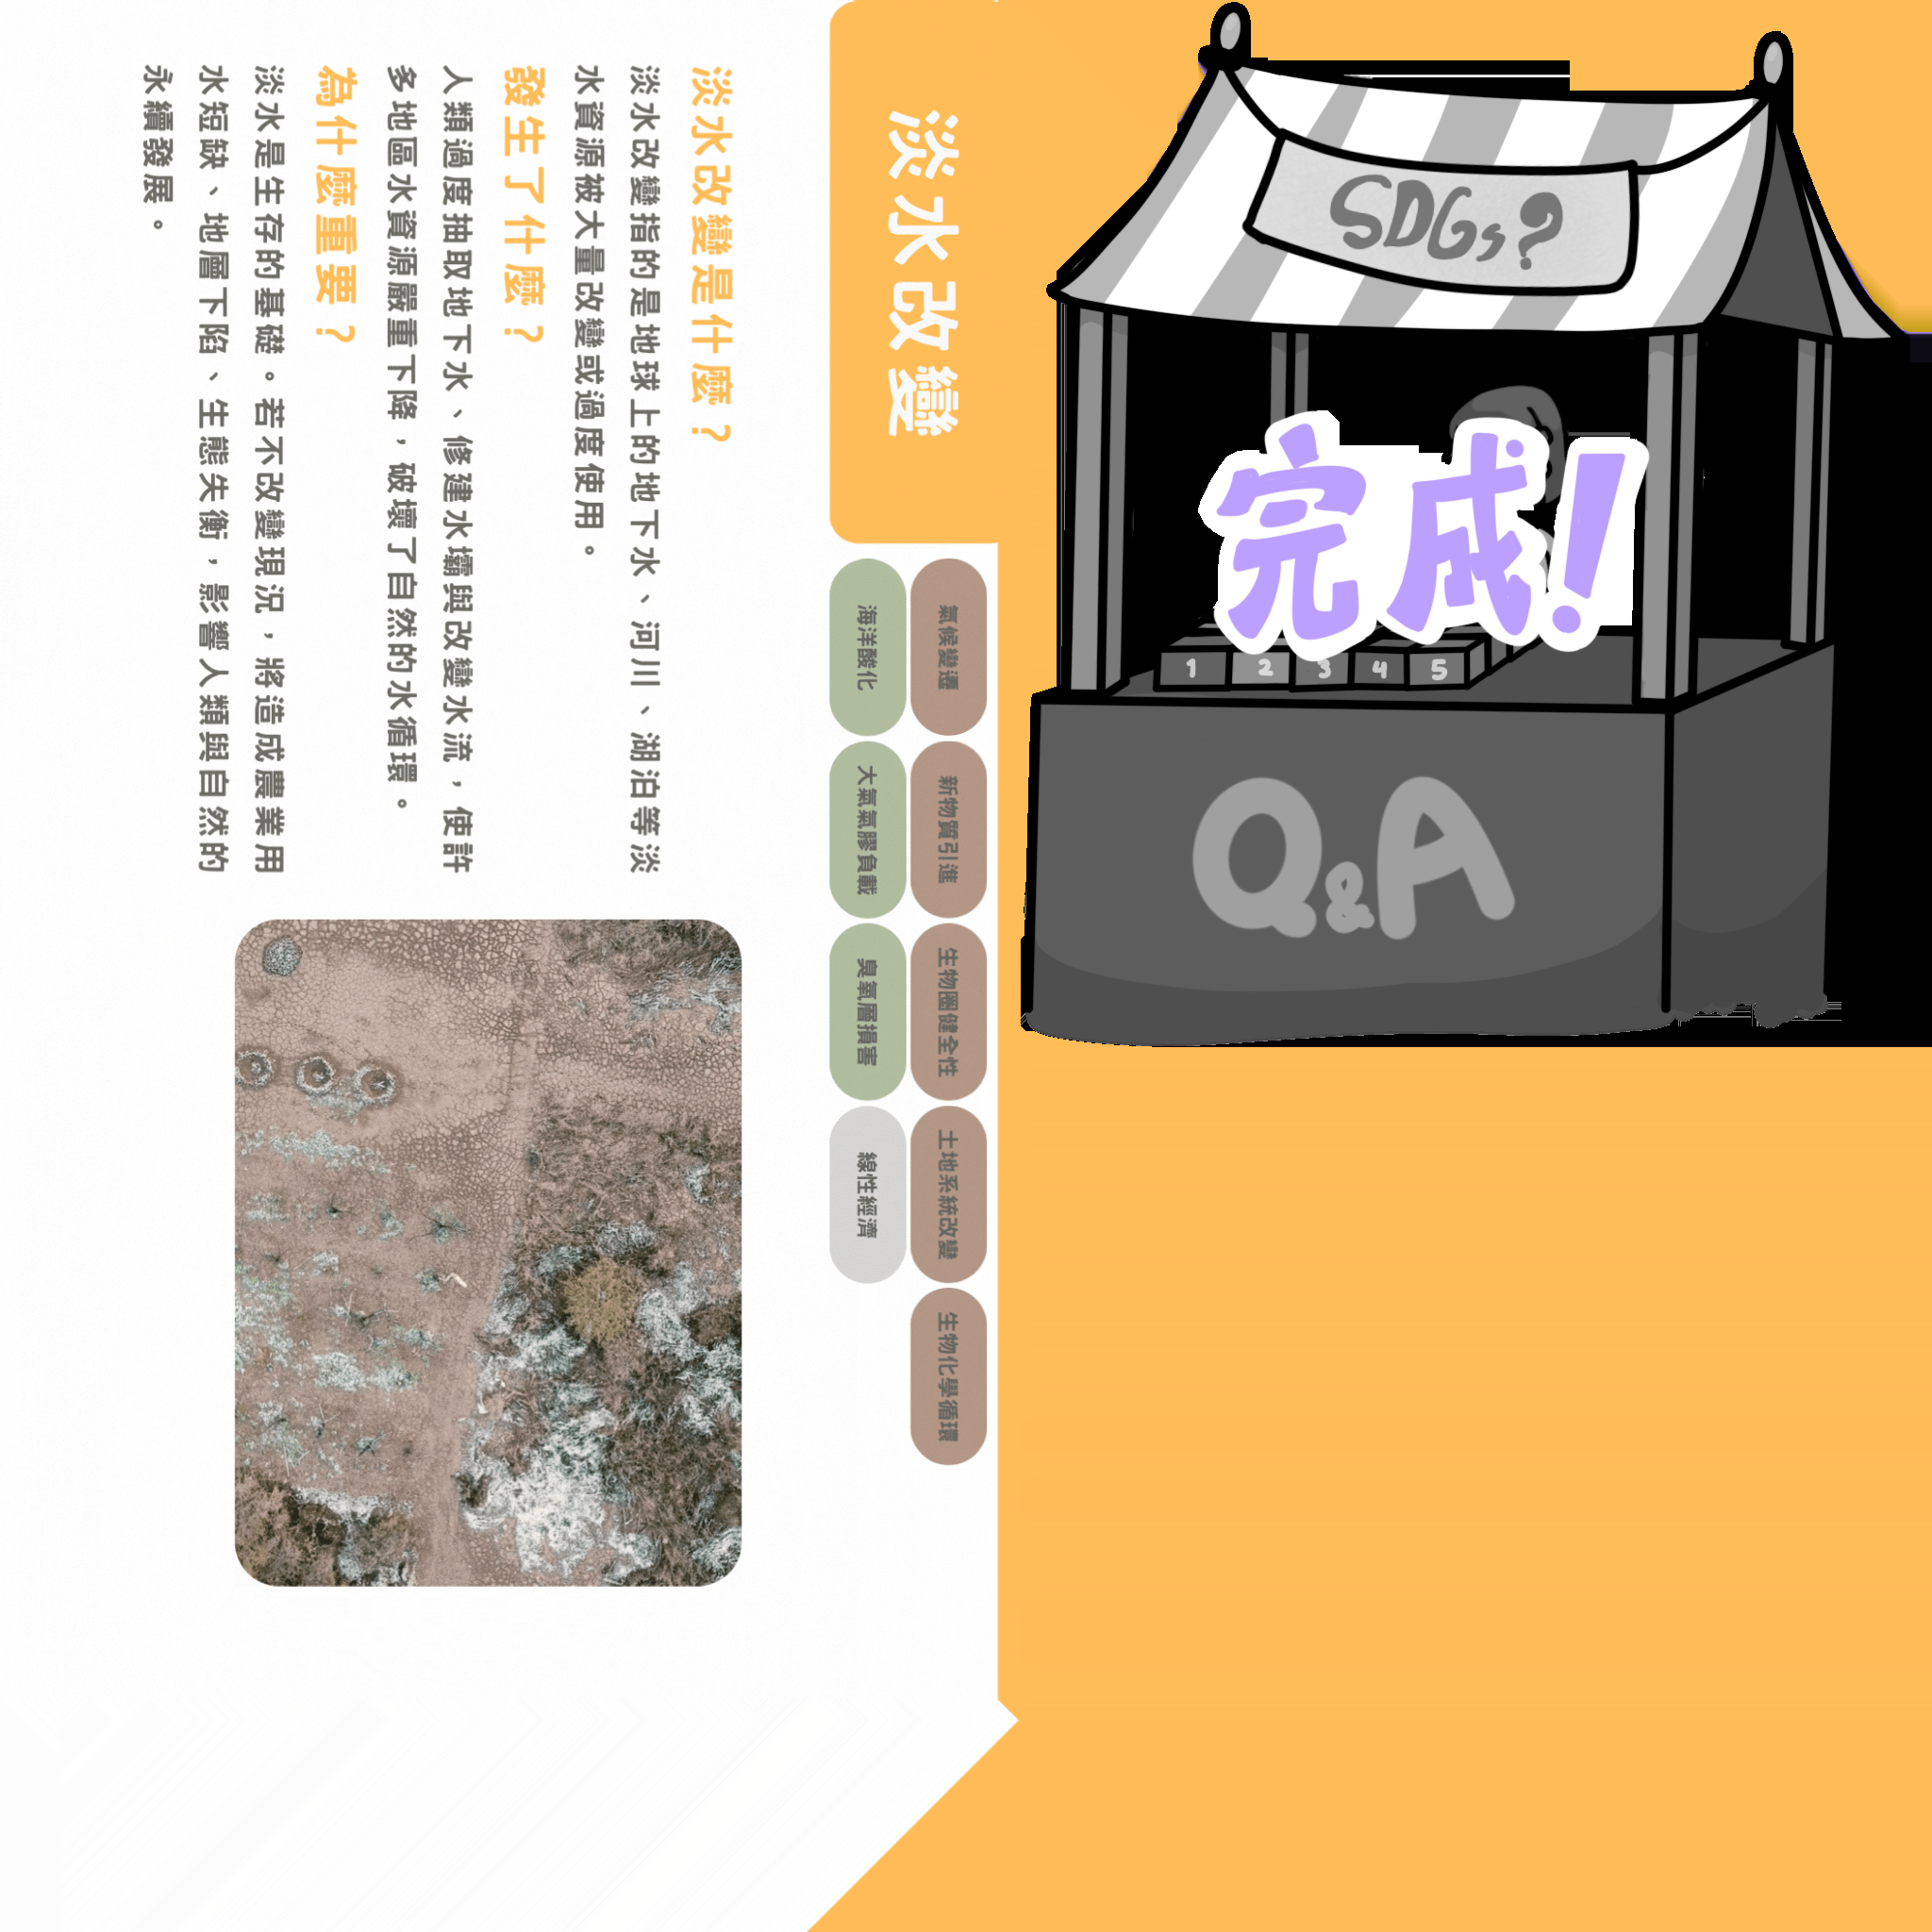 淡水改變
氣候變遷
新物質引進
生物圈健全性
土地系統改變
生物化學循環
海洋酸化
大氣氣膠負載
臭氧層損害
線性經濟
淡水改變是什麼？
淡水改變指的是地球上的地下水、河川、湖泊等淡
水資源被大量改變或過度使用。
發生了什麼？
人類過度抽取地下水、修建水壩與改變水流，使許
多地區水資源嚴重下降，破壞了自然的水循環。
為什麼重要？
淡水是生存的基礎。若不改變現況，將造成農業用
水短缺、地層下陷、生態失衡，影響人類與自然的
永續發展。
SDGs?
完成!
1 2 3 4 5
Q&A